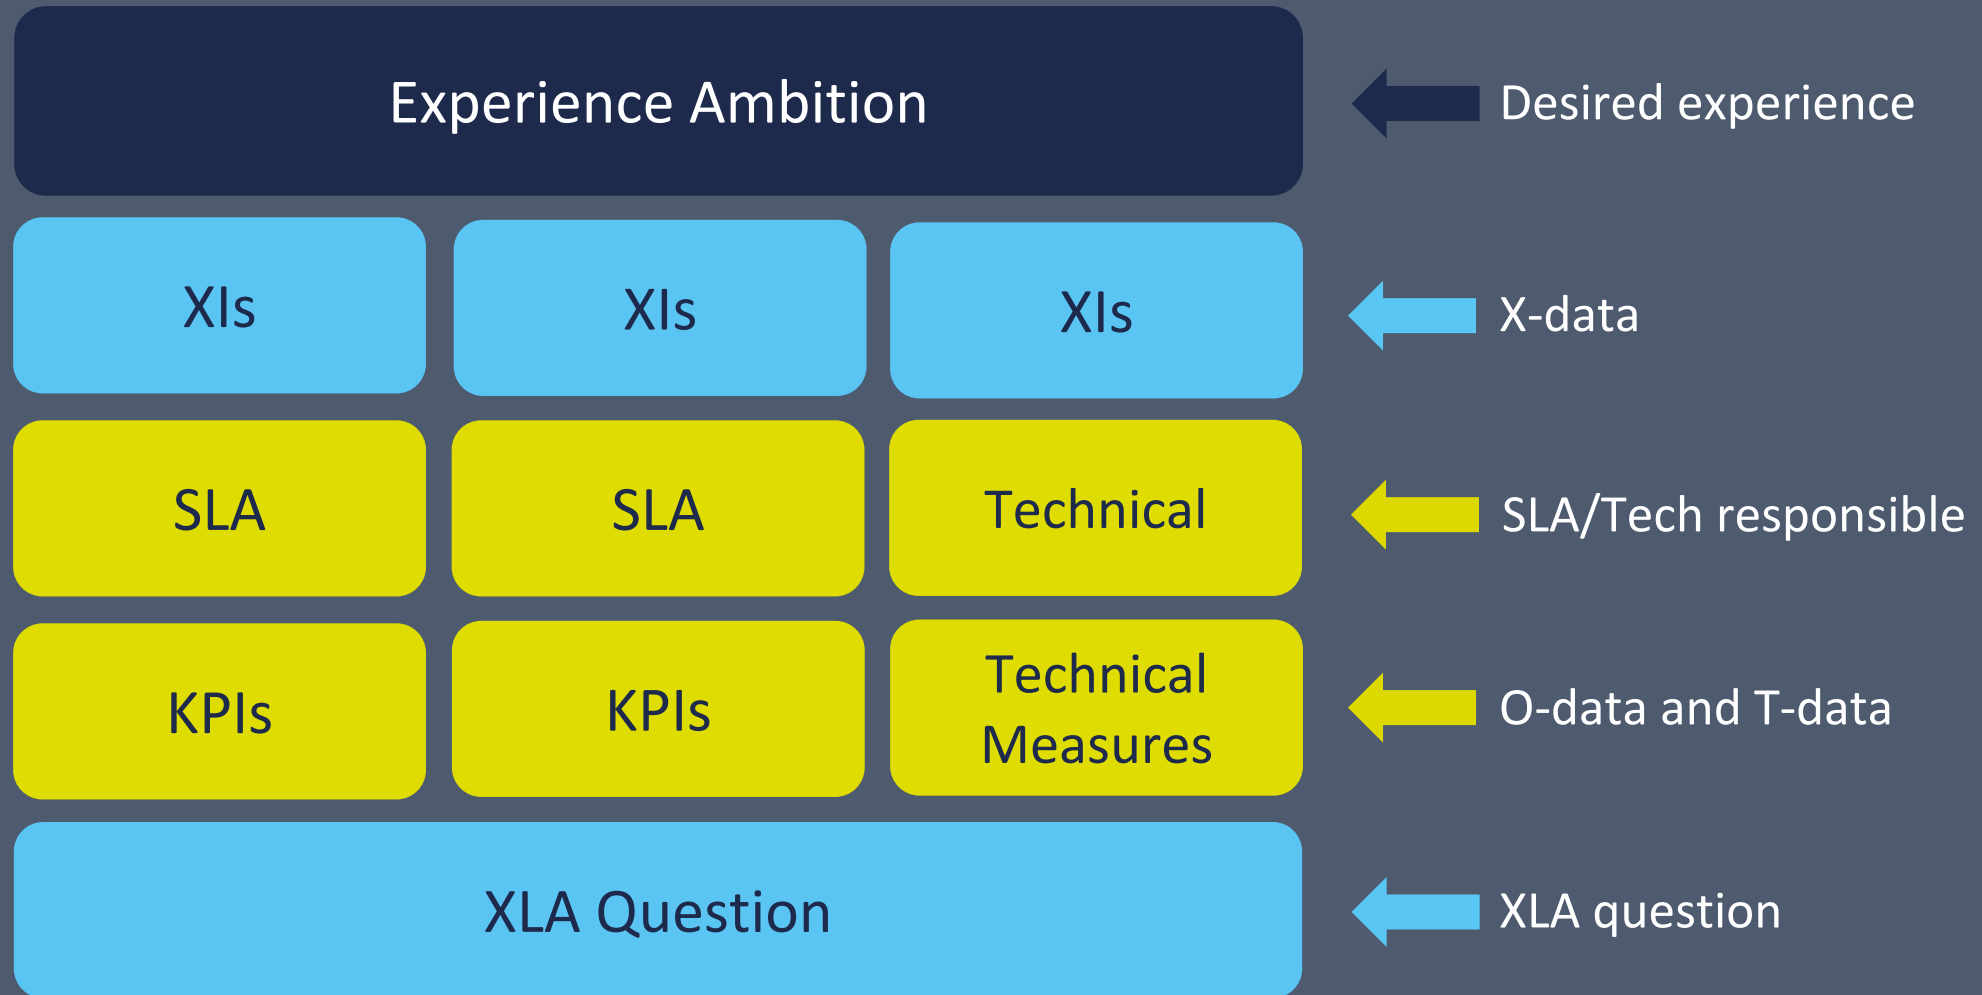 Experience Ambition
Desired experience
XIs
XIs
XIs
X-data
SLA
SLA
Technical
SLA/Tech responsible
KPIs
KPIs
Technical
Measures
O-data and T-data
XLA Question
XLA question